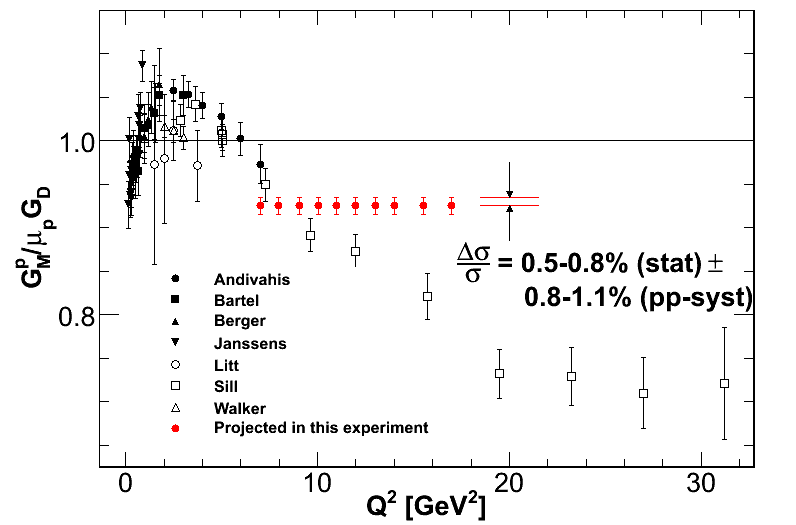 1.0
0.8
G_M^p/μ_p G_D
Δσ/σ = 0.5-0.8% (stat) ±
0.8-1.1% (pp-syst)
Andivahis
Bartel
Berger
Janssens
Litt
Sill
Walker
Projected in this experiment
0 10 20 30
Q² [GeV²]